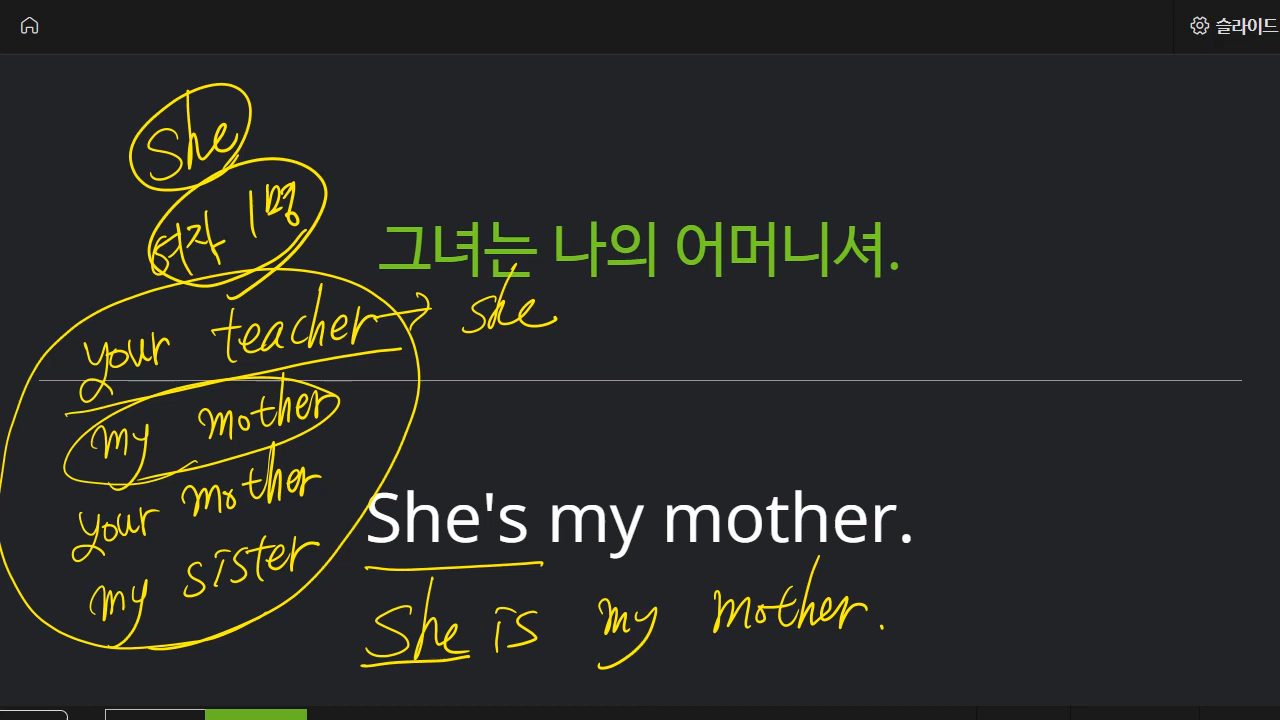 슬라이드
She
여자 1명
그녀는 나의 어머니셔.
your teacher → she
my mother
your mother
my sister
She's my mother.
She is my mother.